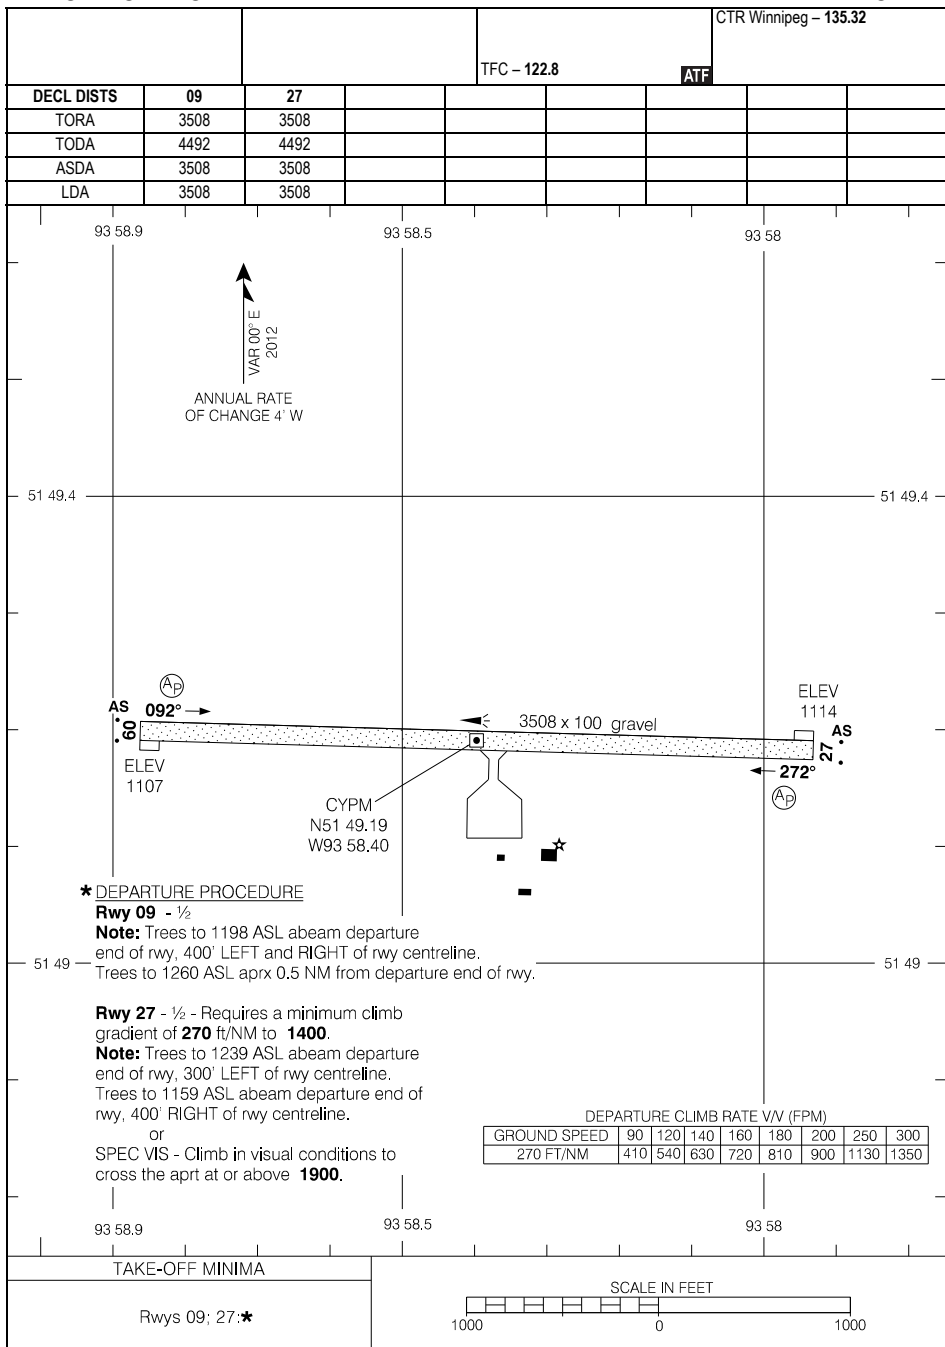 CTR Winnipeg – 135.32
TFC – 122.8
ATF
DECL DISTS 09 27
TORA 3508 3508
TODA 4492 4492
ASDA 3508 3508
LDA 3508 3508
93 58.9 93 58.5 93 58
VAR 00° E
2012
ANNUAL RATE
OF CHANGE 4' W
51 49.4 51 49.4
AP
AS
092°
09
ELEV
1107
3508 x 100 gravel
ELEV
1114
AS
27
272°
AP
CYPM
N51 49.19
W93 58.40
* DEPARTURE PROCEDURE
Rwy 09 - ½
Note: Trees to 1198 ASL abeam departure
end of rwy, 400' LEFT and RIGHT of rwy centreline.
Trees to 1260 ASL aprx 0.5 NM from departure end of rwy.
51 49 51 49
Rwy 27 - ½ - Requires a minimum climb
gradient of 270 ft/NM to 1400.
Note: Trees to 1239 ASL abeam departure
end of rwy, 300' LEFT of rwy centreline.
Trees to 1159 ASL abeam departure end of
rwy, 400' RIGHT of rwy centreline.
or
SPEC VIS - Climb in visual conditions to
cross the aprt at or above 1900.
DEPARTURE CLIMB RATE V/V (FPM)
GROUND SPEED 90 120 140 160 180 200 250 300
270 FT/NM 410 540 630 720 810 900 1130 1350
93 58.9 93 58.5 93 58
TAKE-OFF MINIMA
Rwys 09; 27:*
SCALE IN FEET
1000 0 1000